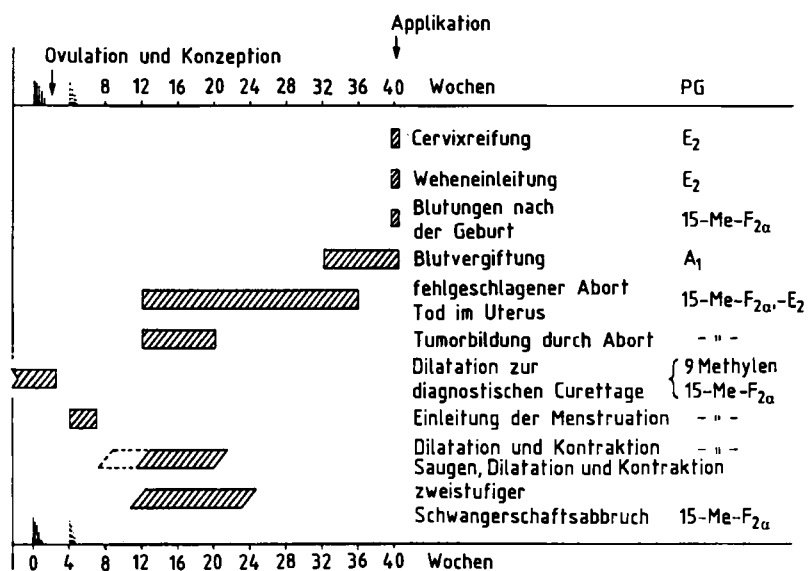 Applikation
Ovulation und Konzeption
8 12 16 20 24 28 32 36 40 Wochen PG
Cervixreifung E₂
Weheneinleitung E₂
Blutungen nach
der Geburt 15-Me-F₂α
Blutvergiftung A₁
fehlgeschlagener Abort
Tod im Uterus 15-Me-F₂α,-E₂
Tumorbildung durch Abort - " -
Dilatation zur 9 Methylen
diagnostischen Curettage 15-Me-F₂α
Einleitung der Menstruation - " -
Dilatation und Kontraktion - " -
Saugen, Dilatation und Kontraktion
zweistufiger
Schwangerschaftsabbruch 15-Me-F₂α
0 4 8 12 16 20 24 28 32 36 40 Wochen